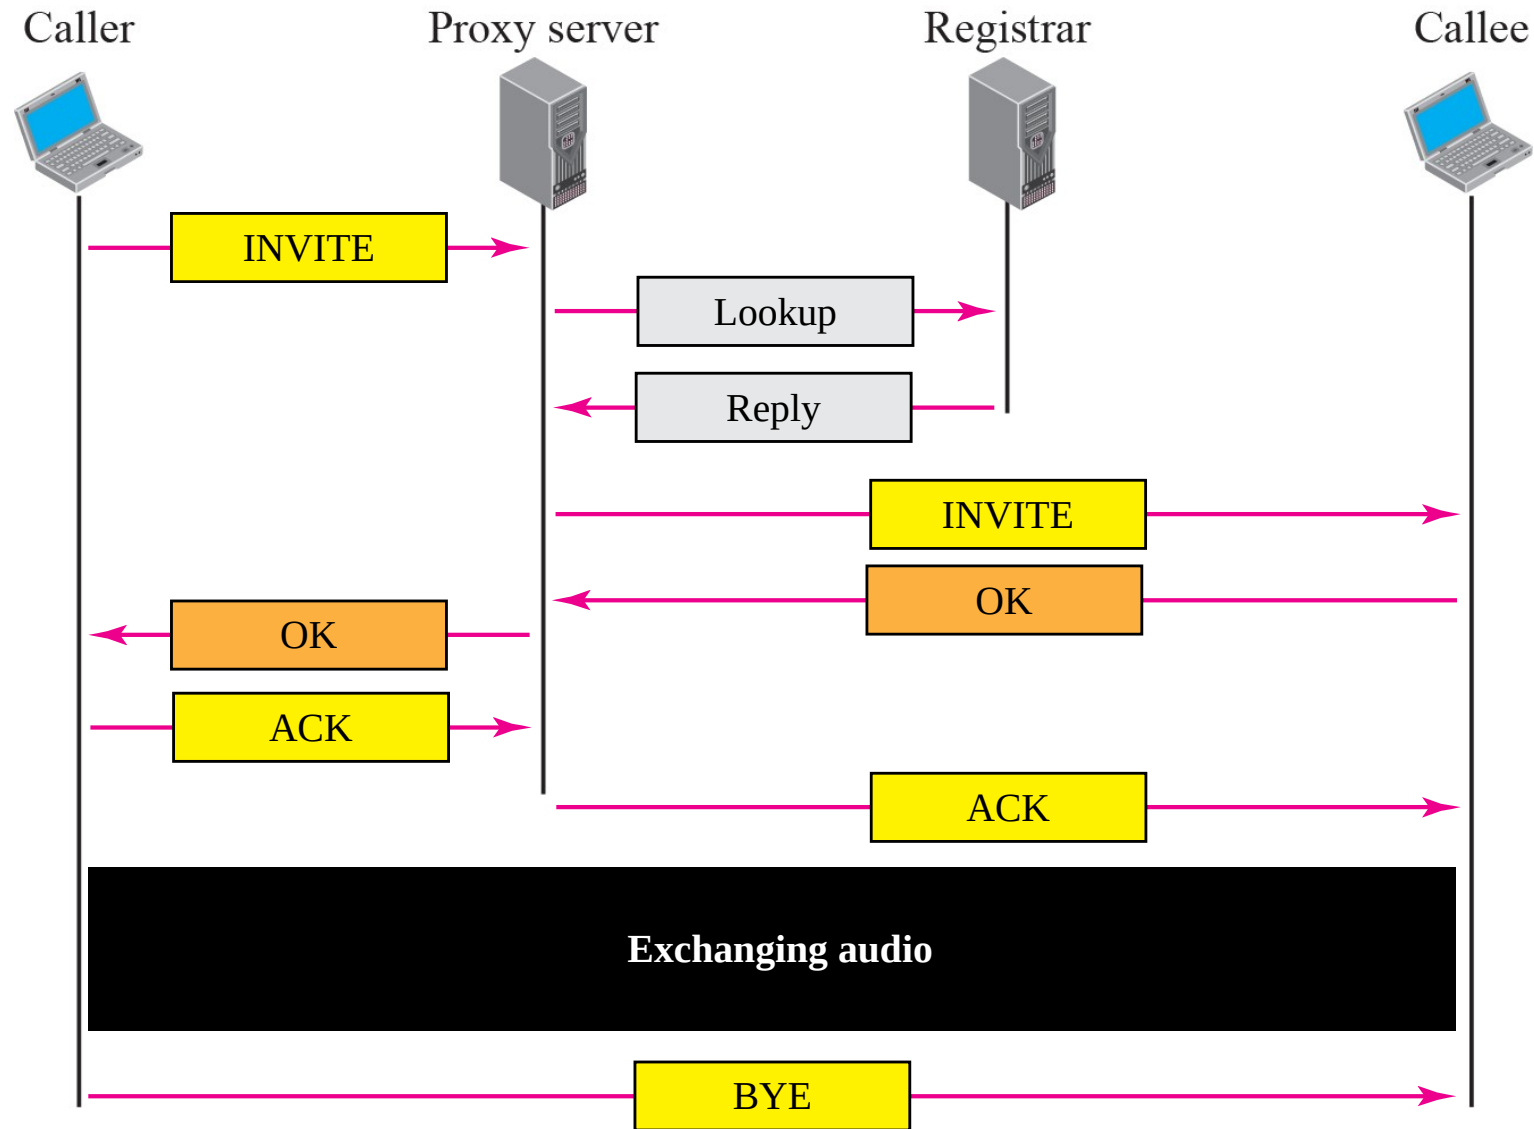 Caller
Proxy server
Registrar
Callee
INVITE
Lookup
Reply
INVITE
OK
OK
ACK
ACK
Exchanging audio
BYE